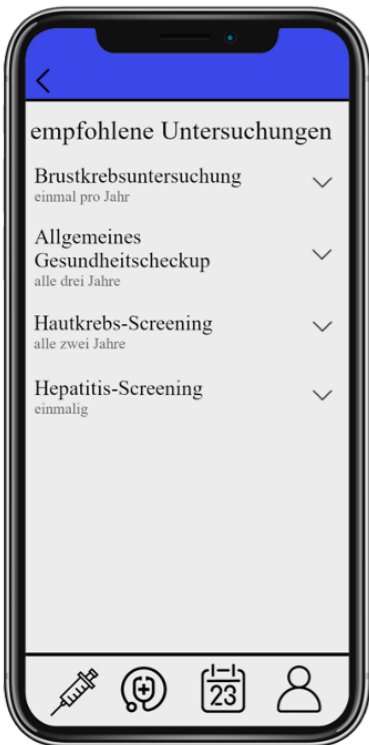 empfohlene Untersuchungen
Brustkrebsuntersuchung
einmal pro Jahr
Allgemeines
Gesundheitscheckup
alle drei Jahre
Hautkrebs-Screening
alle zwei Jahre
Hepatitis-Screening
einmalig
23